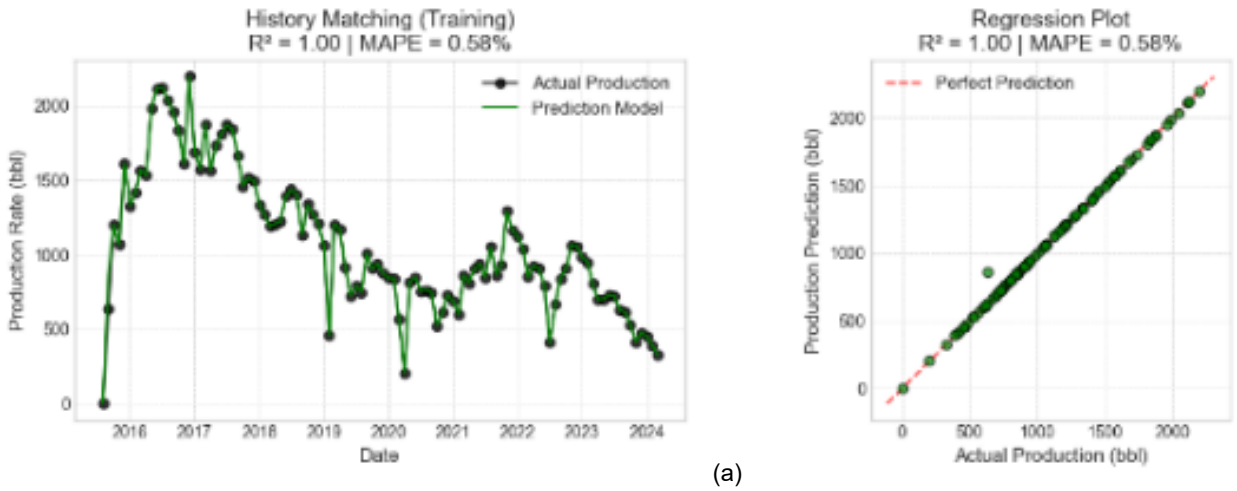 History Matching (Training)
R² = 1.00 | MAPE = 0.58%
Production Rate (bbl)
2000
1500
1000
500
0
Actual Production
Prediction Model
2016 2017 2018 2019 2020 2021 2022 2023 2024
Date
(a)
Regression Plot
R² = 1.00 | MAPE = 0.58%
Production Prediction (bbl)
2000
1500
1000
500
0
Perfect Prediction
0 500 1000 1500 2000
Actual Production (bbl)